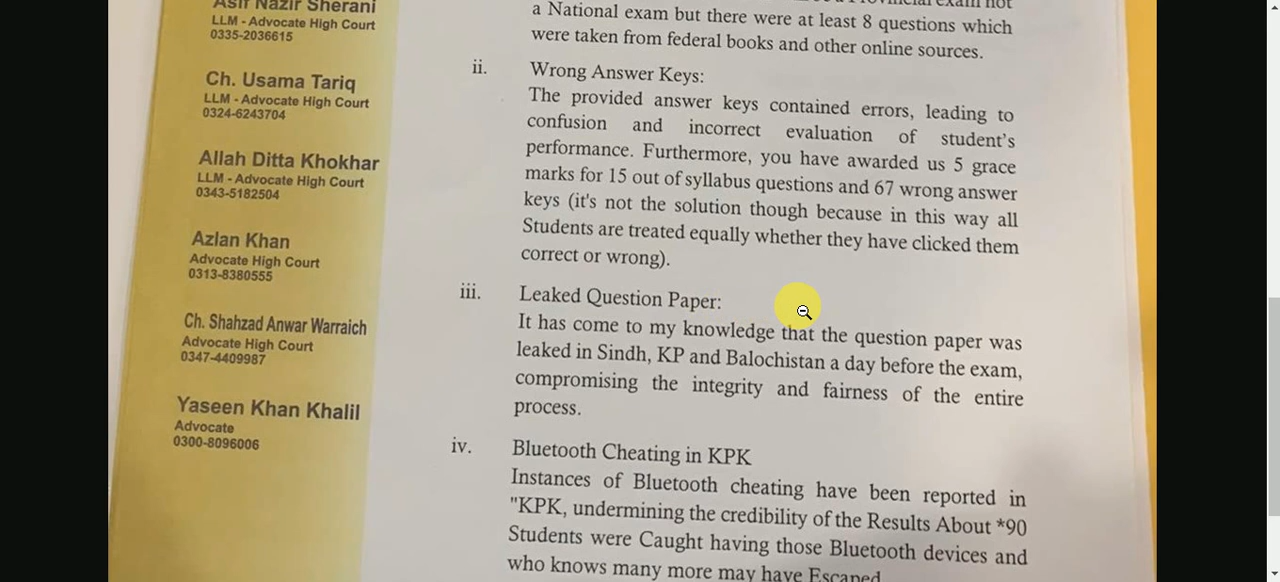 Asif Nazir Sherani
LLM - Advocate High Court
0335-2036615
Ch. Usama Tariq
LLM - Advocate High Court
0324-6243704
Allah Ditta Khokhar
LLM - Advocate High Court
0343-5182504
Azlan Khan
Advocate High Court
0313-8380555
Ch. Shahzad Anwar Warraich
Advocate High Court
0347-4409987
Yaseen Khan Khalil
Advocate
0300-8096006
exam not
a National exam but there were at least 8 questions which
were taken from federal books and other online sources.
ii. Wrong Answer Keys:
The provided answer keys contained errors, leading to
confusion and incorrect evaluation of student's
performance. Furthermore, you have awarded us 5 grace
marks for 15 out of syllabus questions and 67 wrong answer
keys (it's not the solution though because in this way all
Students are treated equally whether they have clicked them
correct or wrong).
iii. Leaked Question Paper:
It has come to my knowledge that the question paper was
leaked in Sindh, KP and Balochistan a day before the exam,
compromising the integrity and fairness of the entire
process.
iv. Bluetooth Cheating in KPK
Instances of Bluetooth cheating have been reported in
"KPK, undermining the credibility of the Results About *90
Students were Caught having those Bluetooth devices and
who knows many more may have Escaped